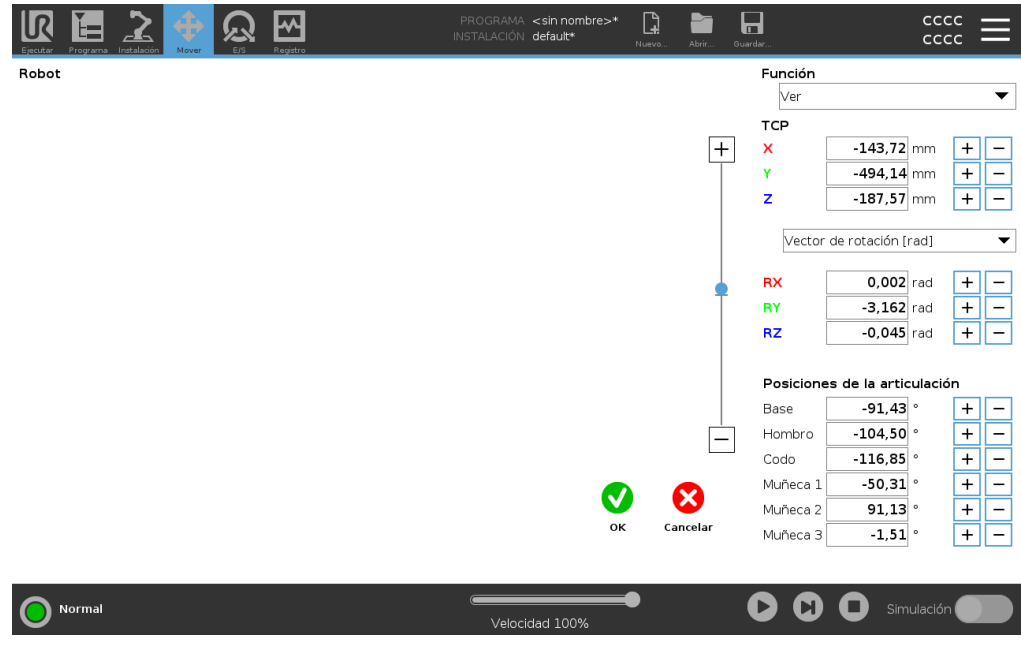 UR
Ejecutar Programa Instalación Mover E/S Registro
PROGRAMA <sin nombre>*
INSTALACIÓN default*
Nuevo... Abrir... Guardar...
CCCC
CCCC
Robot
Función
Ver
TCP
X -143,72 mm + −
Y -494,14 mm + −
Z -187,57 mm + −
Vector de rotación [rad]
RX 0,002 rad + −
RY -3,162 rad + −
RZ -0,045 rad + −
Posiciones de la articulación
Base -91,43 ° + −
Hombro -104,50 ° + −
Codo -116,85 ° + −
Muñeca 1 -50,31 ° + −
Muñeca 2 91,13 ° + −
Muñeca 3 -1,51 ° + −
+
−
OK Cancelar
Normal
Velocidad 100%
Simulación